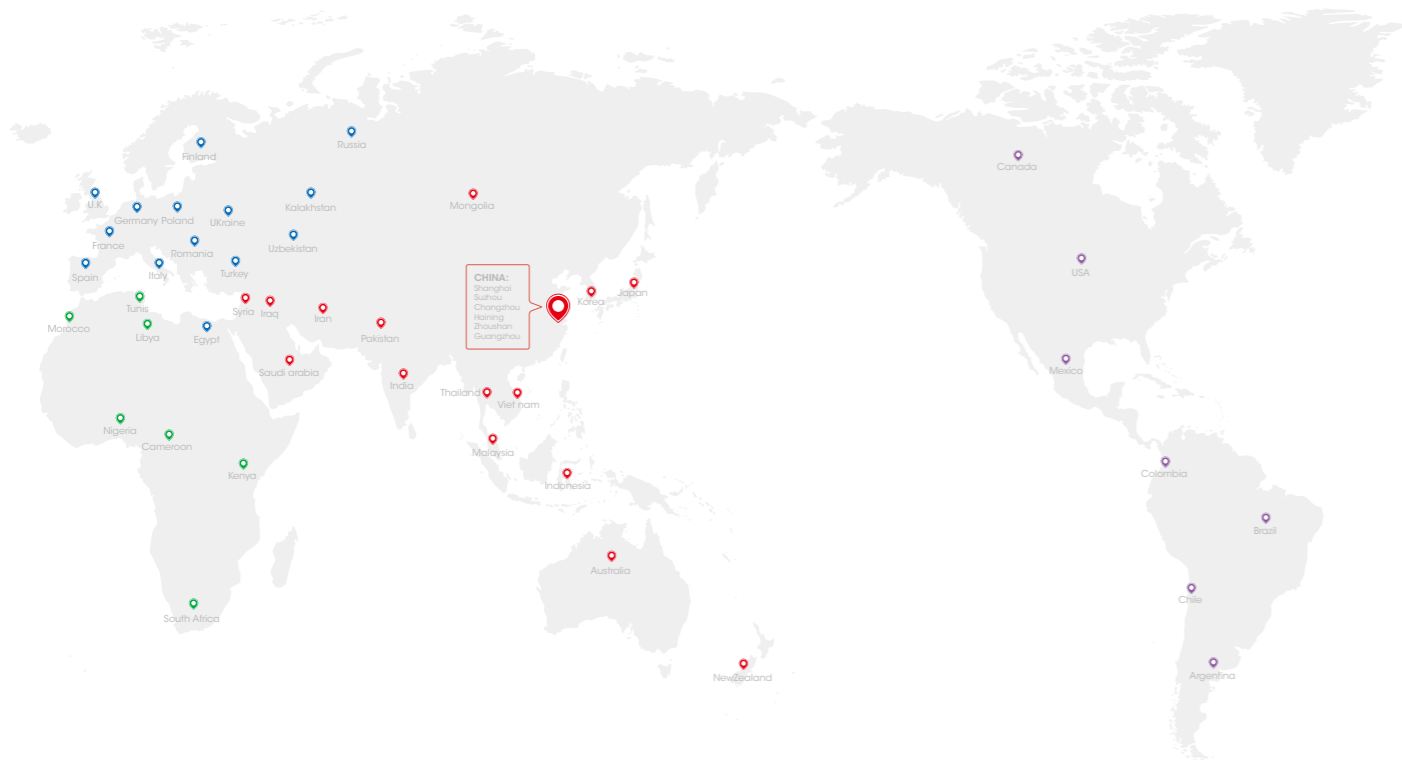 Finland
Russia
Canada
U.K
Germany
Poland
UKraine
Kalakhstan
Mongolia
France
Romania
Uzbekistan
Spain
Italy
Turkey
USA
CHINA:
Shanghai
Suzhou
Changzhou
Haining
Zhoushan
Guangzhou
Korea
Japan
Tunis
Syria
Iraq
Iran
Morocco
Libya
Egypt
Pakistan
Saudi arabia
India
Mexico
Thailand
Viet nam
Nigeria
Cameroon
Malaysia
Kenya
Colombia
Indonesia
Brazil
Australia
Chile
South Africa
NewZealand
Argentina